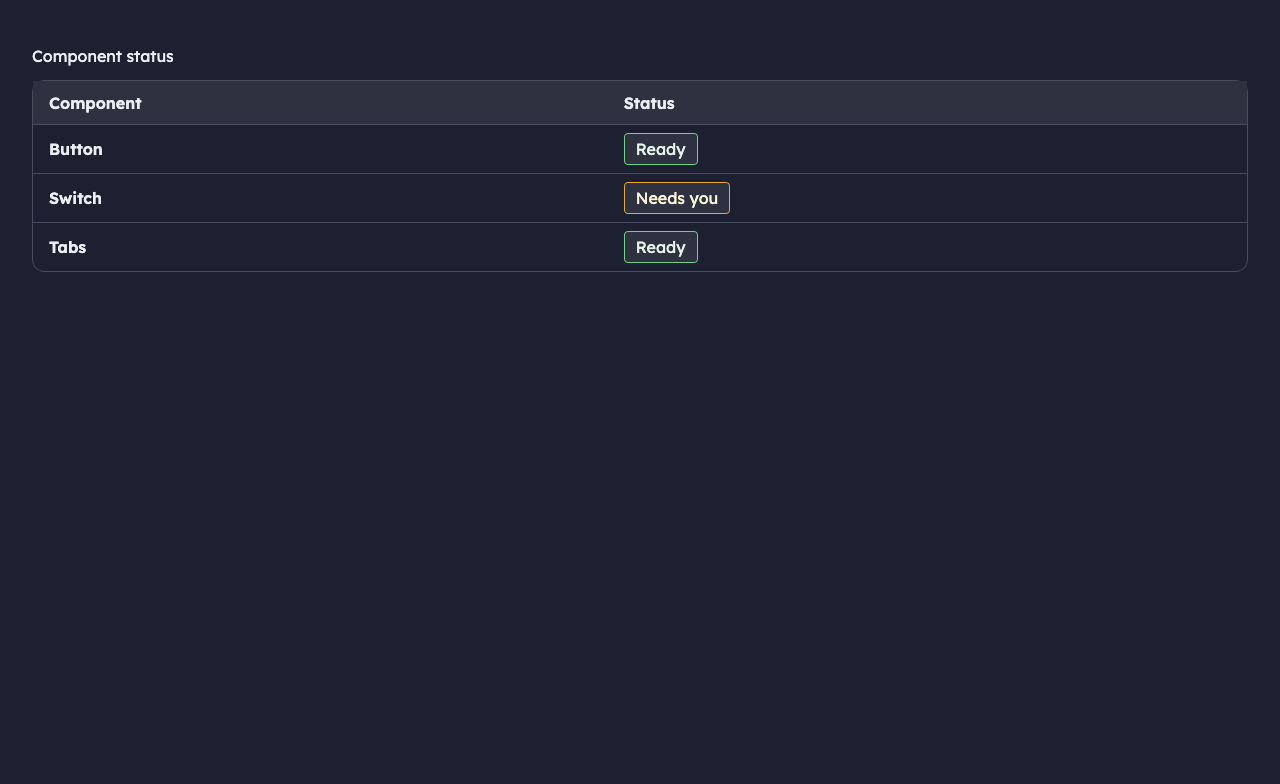 Component status
Component Status
Button Ready
Switch Needs you
Tabs Ready